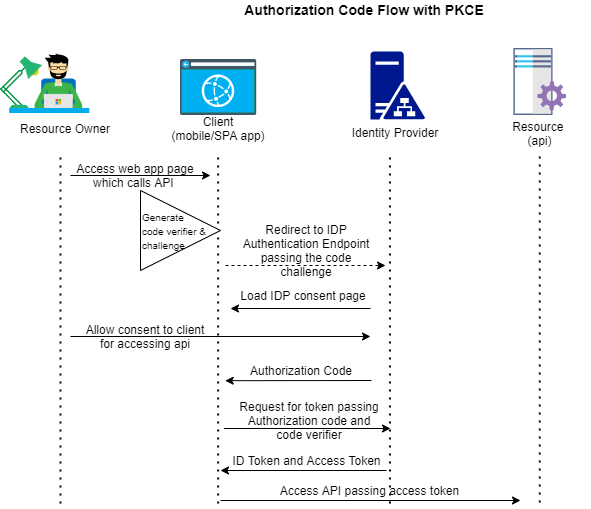 Authorization Code Flow with PKCE
Resource Owner
Client
(mobile/SPA app)
Identity Provider
Resource
(api)
Access web app page
which calls API
Generate
code verifier &
challenge
Redirect to IDP
Authentication Endpoint
passing the code
challenge
Load IDP consent page
Allow consent to client
for accessing api
Authorization Code
Request for token passing
Authorization code and
code verifier
ID Token and Access Token
Access API passing access token